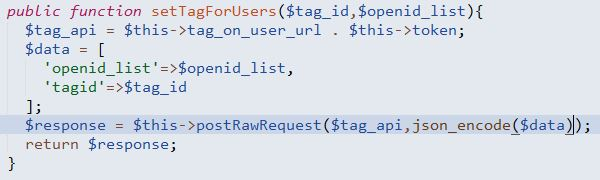 public function setTagForUsers($tag_id,$openid_list){
$tag_api = $this->tag_on_user_url . $this->token;
$data = [
'openid_list'=>$openid_list,
'tagid'=>$tag_id
];
$response = $this->postRawRequest($tag_api,json_encode($data));
return $response;
}